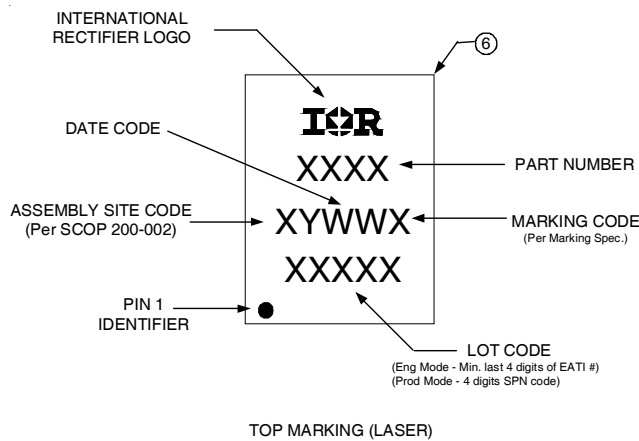 INTERNATIONAL
RECTIFIER LOGO
6
IOR
DATE CODE
XXXX
PART NUMBER
ASSEMBLY SITE CODE
(Per SCOP 200-002)
XYWWX
MARKING CODE
(Per Marking Spec.)
XXXXX
PIN 1
IDENTIFIER
LOT CODE
(Eng Mode - Min. last 4 digits of EATI #)
(Prod Mode - 4 digits SPN code)
TOP MARKING (LASER)